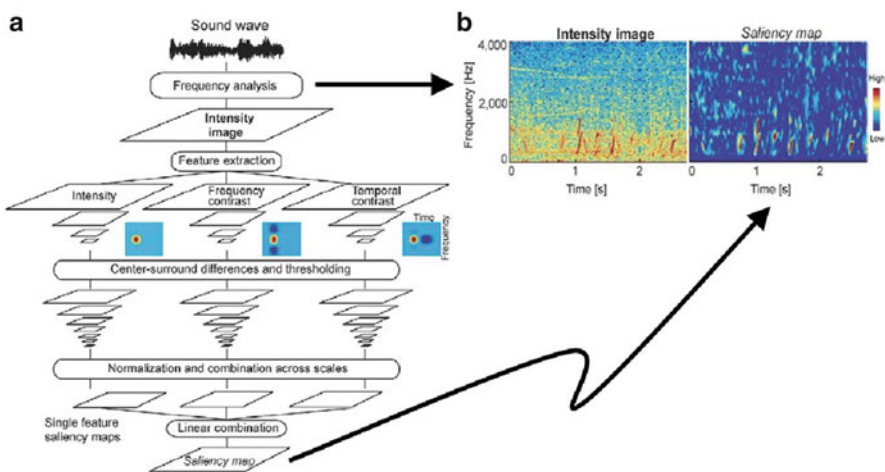 a
Sound wave
Frequency analysis
Intensity
image
Feature extraction
Intensity
Frequency
contrast
Temporal
contrast
Time
Frequency
Center-surround differences and thresholding
Normalization and combination across scales
Single feature
saliency maps
Linear combination
Saliency map
b
Intensity image
Saliency map
4,000
2,000
0
Frequency [Hz]
0 1 2
Time [s]
0 1 2
Time [s]
High
Low